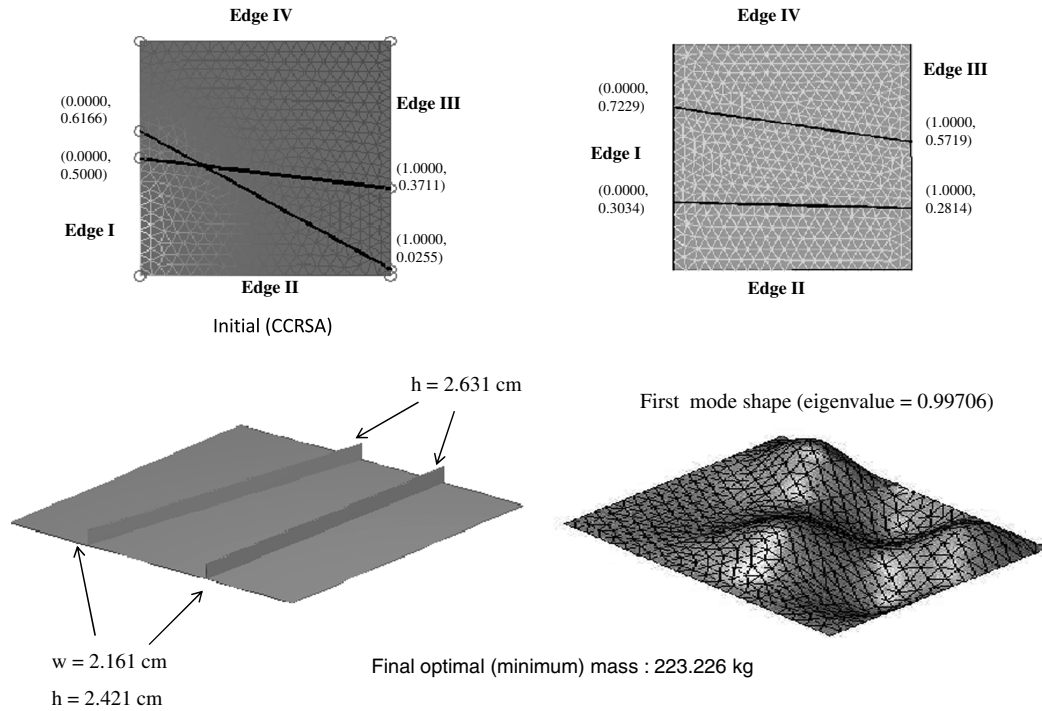 Edge IV
(0.0000,
0.6166)
Edge III
(0.0000,
0.5000)
(1.0000,
0.3711)
Edge I
(1.0000,
0.0255)
Edge II
Initial (CCRSA)
Edge IV
Edge III
(0.0000,
0.7229)
(1.0000,
0.5719)
Edge I
(0.0000,
0.3034)
(1.0000,
0.2814)
Edge II
h = 2.631 cm
First mode shape (eigenvalue = 0.99706)
w = 2.161 cm
h = 2.421 cm
Final optimal (minimum) mass : 223.226 kg